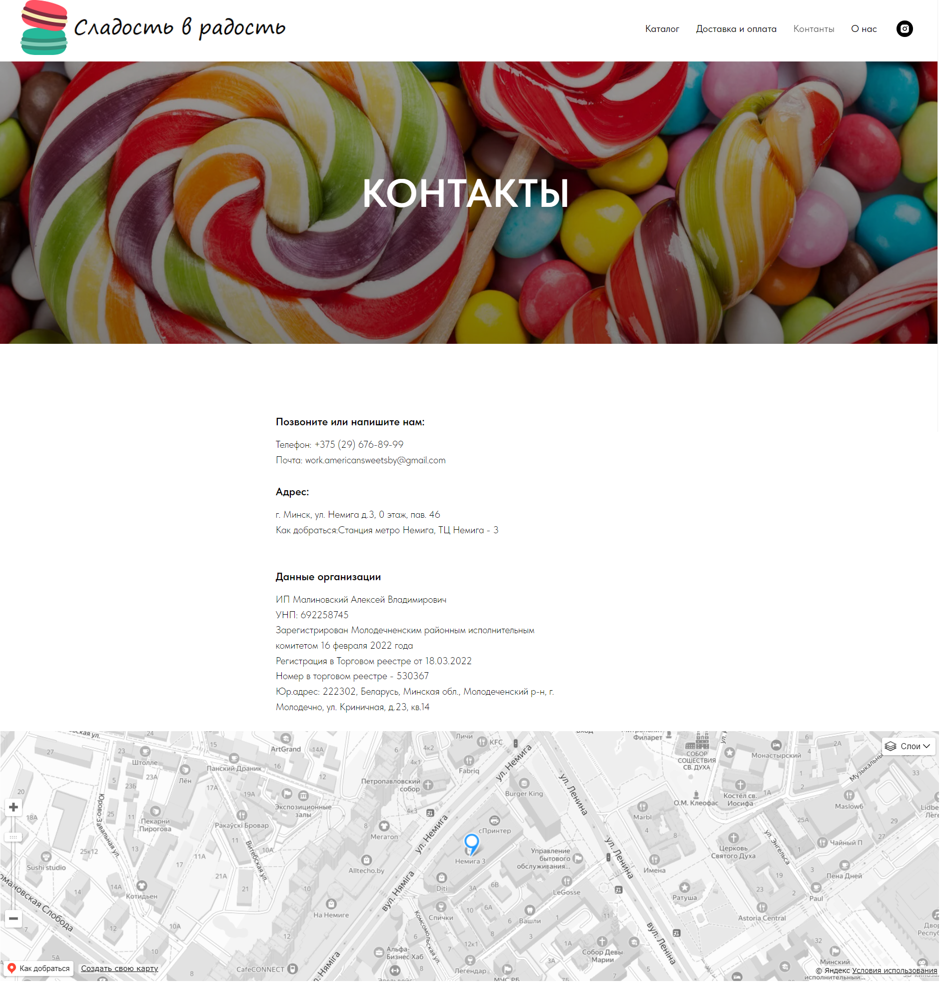 Сладость в радость
Каталог
Доставка и оплата
Контанты
О нас
КОНТАКТЫ
Позвоните или напишите нам:
Телефон: +375 (29) 676-89-99
Почта: work.americansweetsby@gmail.com
Адрес:
г. Минск, ул. Немига д.3, 0 этаж, пав. 46
Как добраться:Станция метро Немига, ТЦ Немига - 3
Данные организации
ИП Малиновский Алексей Владимирович
УНП: 692258745
Зарегистрирован Молодечненским районным исполнительным
комитетом 16 февраля 2022 года
Регистрация в Торговом реестре от 18.03.2022
Номер в торговом реестре - 530367
Юр.адрес: 222302, Беларусь, Минская обл., Молодеченский р-н, г.
Молодечно, ул. Криничная, д.23, кв.14
Слои
ArtGrand
Личи
KFC
Филарет
СОБОР
СОШЕСТВИЯ
СВ. ДУХА
Монастырский
Штолле
Панский Драник
Лён
Fabriq
ул. Немига
Петропавловский
собор
Burger King
ул. Ленина
Музыкальный
Костёл св.
Иосифа
О.М. Клеофас
Maslow6
Marbl
Экспозиционные
залы
Юрово-Завальная ул.
Пекарни
Пирогова
Ракаўскі Бровар
Мегатоп
ул. Немига
сПринтер
Немига 3
Управление
бытового
обслуживания...
Церковь
Святого Духа
ул. Энгельса
Чайный П
Sushi studio
Витебская ул.
Alltecho.by
ул. Ленина
Имена
Пена Дней
Котидьен
вул. Няміга
Diti
LeGosse
Ратуша
Paul
На Немиге
Спички
Вашли
Astoria Central
Комсомольская ул.
вул. Леніна
Альфа-
Бизнес Хаб
Собор Девы
Марии
CafeCONNECT
Легендар
МЧС РБ
Минский
исполнительный...
Как добраться
Создать свою карту
© Яндекс Условия использования